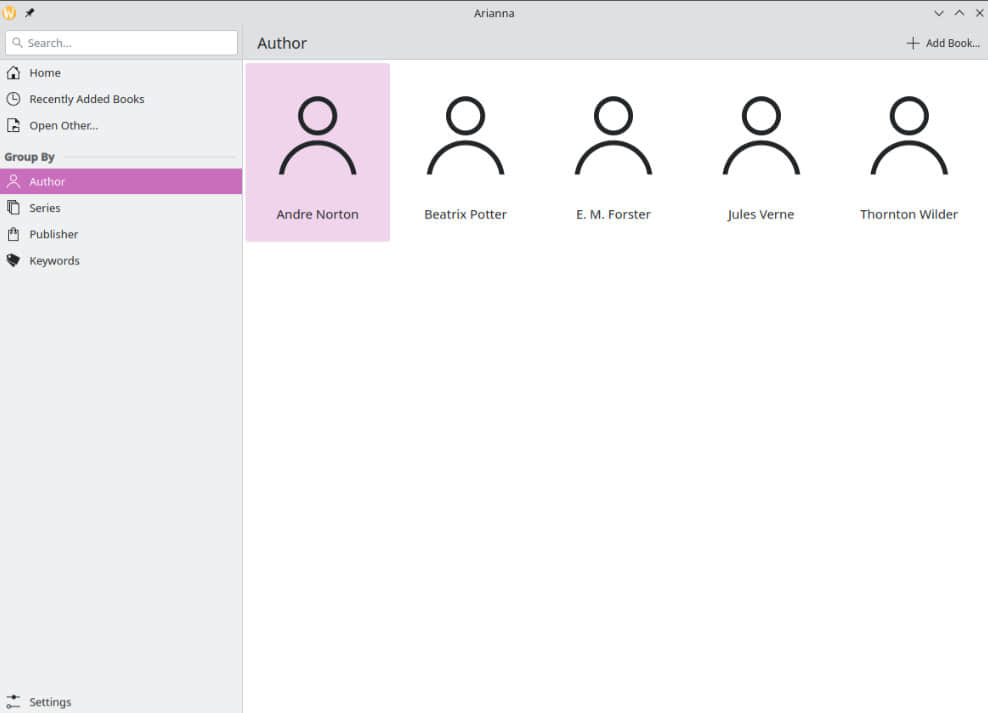 Arianna
Search...
Author
Add Book...
Home
Recently Added Books
Open Other...
Group By
Author
Series
Publisher
Keywords
Andre Norton
Beatrix Potter
E. M. Forster
Jules Verne
Thornton Wilder
Settings